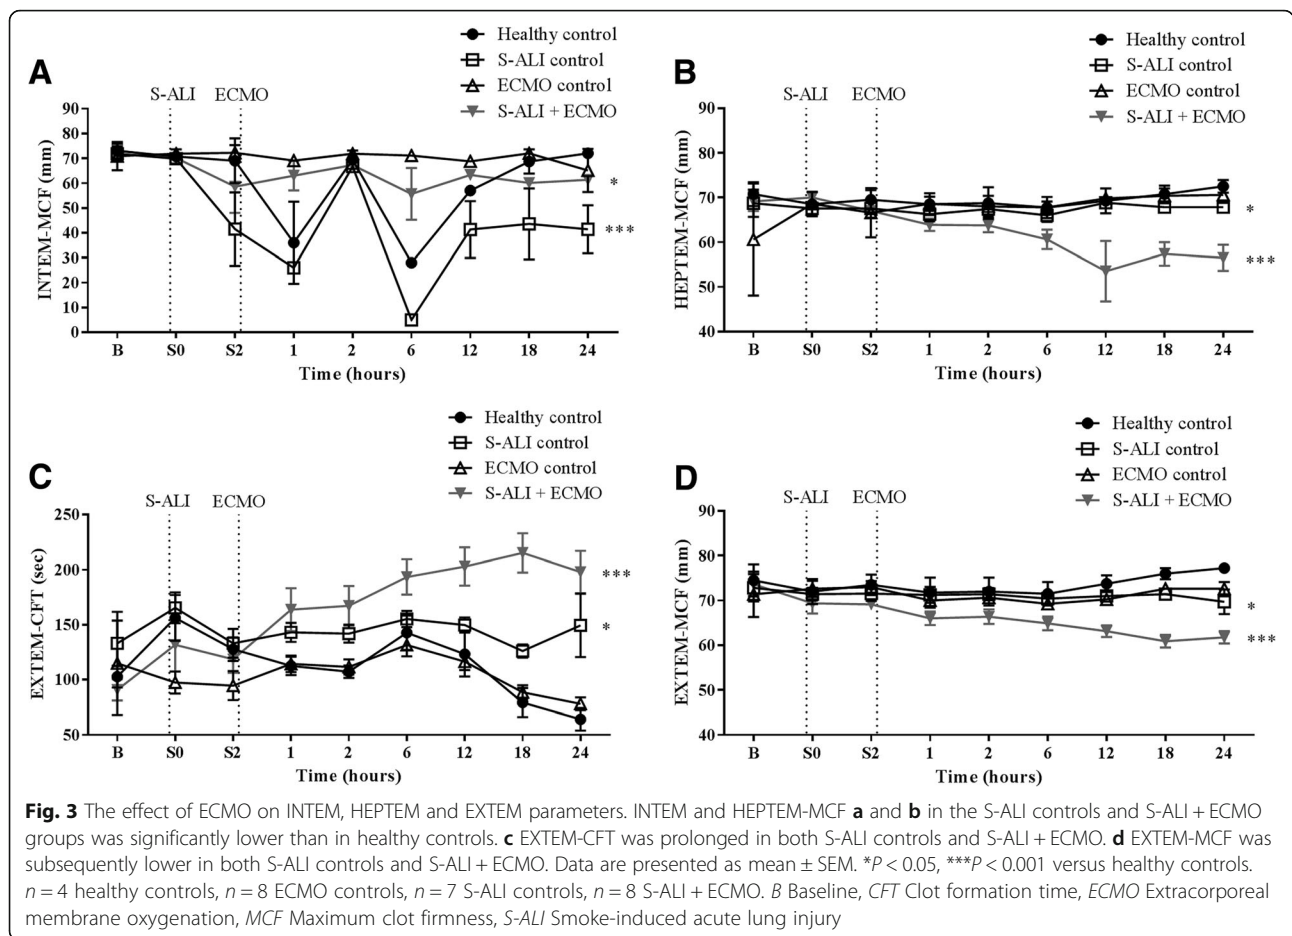 A
Healthy control
S-ALI control
ECMO control
S-ALI + ECMO
S-ALI ECMO
INTEM-MCF (mm)
90
80
70
60
50
40
30
20
10
0
*
***
B S0 S2 1 2 6 12 18 24
Time (hours)
B
Healthy control
S-ALI control
ECMO control
S-ALI + ECMO
S-ALI ECMO
HEPTEM-MCF (mm)
90
80
70
60
50
40
*
***
B S0 S2 1 2 6 12 18 24
Time (hours)
C
Healthy control
S-ALI control
ECMO control
S-ALI + ECMO
S-ALI ECMO
EXTEM-CFT (sec)
250
200
150
100
50
***
*
B S0 S2 1 2 6 12 18 24
Time (hours)
D
Healthy control
S-ALI control
ECMO control
S-ALI + ECMO
S-ALI ECMO
EXTEM-MCF (mm)
90
80
70
60
50
40
*
***
B S0 S2 1 2 6 12 18 24
Time (hours)
Fig. 3 The effect of ECMO on INTEM, HEPTEM and EXTEM parameters. INTEM and HEPTEM-MCF a and b in the S-ALI controls and S-ALI + ECMO
groups was significantly lower than in healthy controls. c EXTEM-CFT was prolonged in both S-ALI controls and S-ALI + ECMO. d EXTEM-MCF was
subsequently lower in both S-ALI controls and S-ALI + ECMO. Data are presented as mean ± SEM. *P < 0.05, ***P < 0.001 versus healthy controls.
n = 4 healthy controls, n = 8 ECMO controls, n = 7 S-ALI controls, n = 8 S-ALI + ECMO. B Baseline, CFT Clot formation time, ECMO Extracorporeal
membrane oxygenation, MCF Maximum clot firmness, S-ALI Smoke-induced acute lung injury